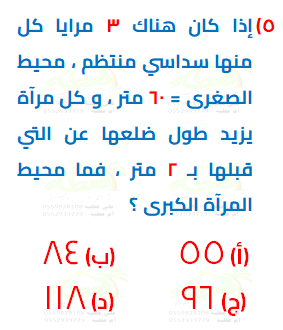 ٥) إذا كان هناك ٣ مرايا كل
منها سداسي منتظم ، محيط
الصغرى = ٦٠ متر ، و كل مرآة
يزيد طول ضلعها عن التي
قبلها بـ ٢ متر ، فما محيط
المرآة الكبرى ؟
(أ) ٥٥ (ب) ٨٤
(ج) ٩٦ (د) ١١٨